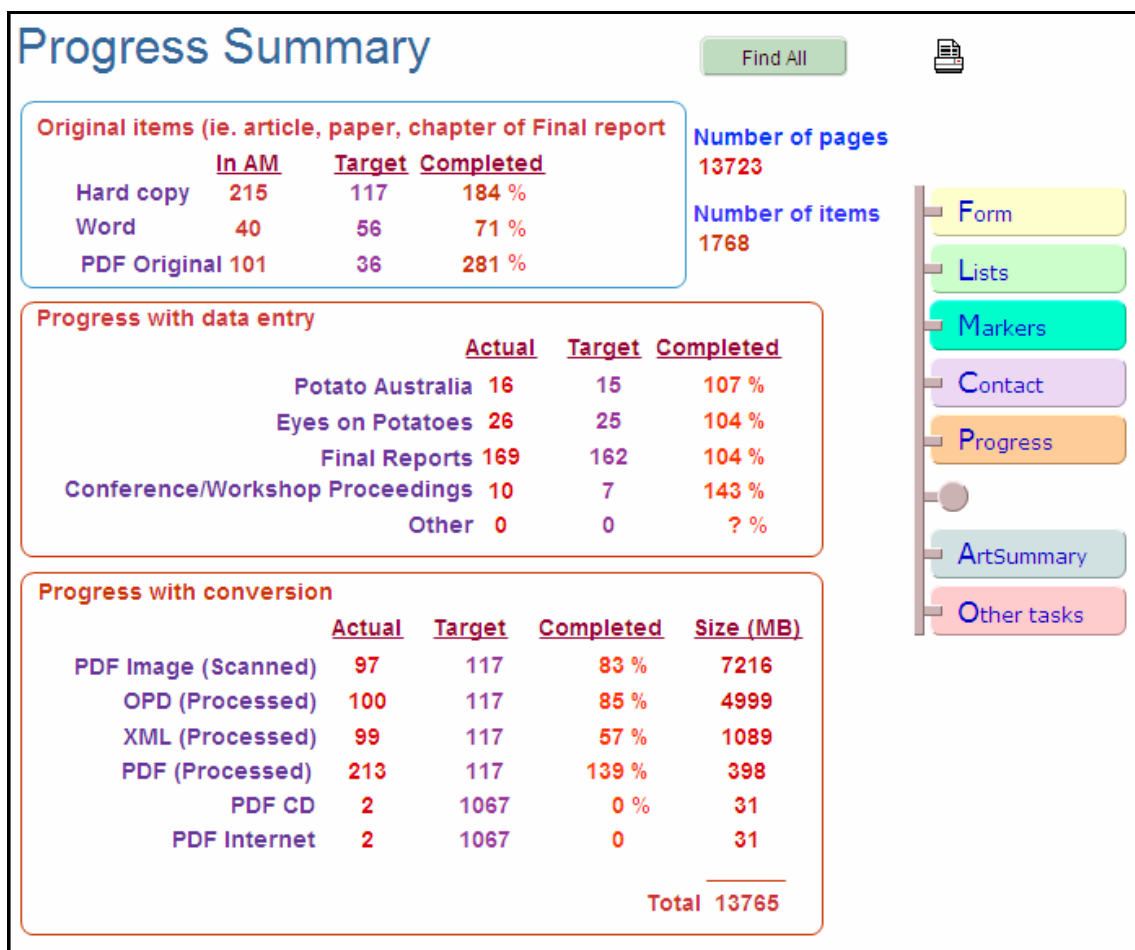 Progress Summary
Find All
Original items (ie. article, paper, chapter of Final report
In AM Target Completed
Hard copy 215 117 184 %
Word 40 56 71 %
PDF Original 101 36 281 %
Number of pages
13723
Number of items
1768
Progress with data entry
Actual Target Completed
Potato Australia 16 15 107 %
Eyes on Potatoes 26 25 104 %
Final Reports 169 162 104 %
Conference/Workshop Proceedings 10 7 143 %
Other 0 0 ? %
Progress with conversion
Actual Target Completed Size (MB)
PDF Image (Scanned) 97 117 83 % 7216
OPD (Processed) 100 117 85 % 4999
XML (Processed) 99 117 57 % 1089
PDF (Processed) 213 117 139 % 398
PDF CD 2 1067 0 % 31
PDF Internet 2 1067 0 31
Total 13765
Form
Lists
Markers
Contact
Progress
ArtSummary
Other tasks